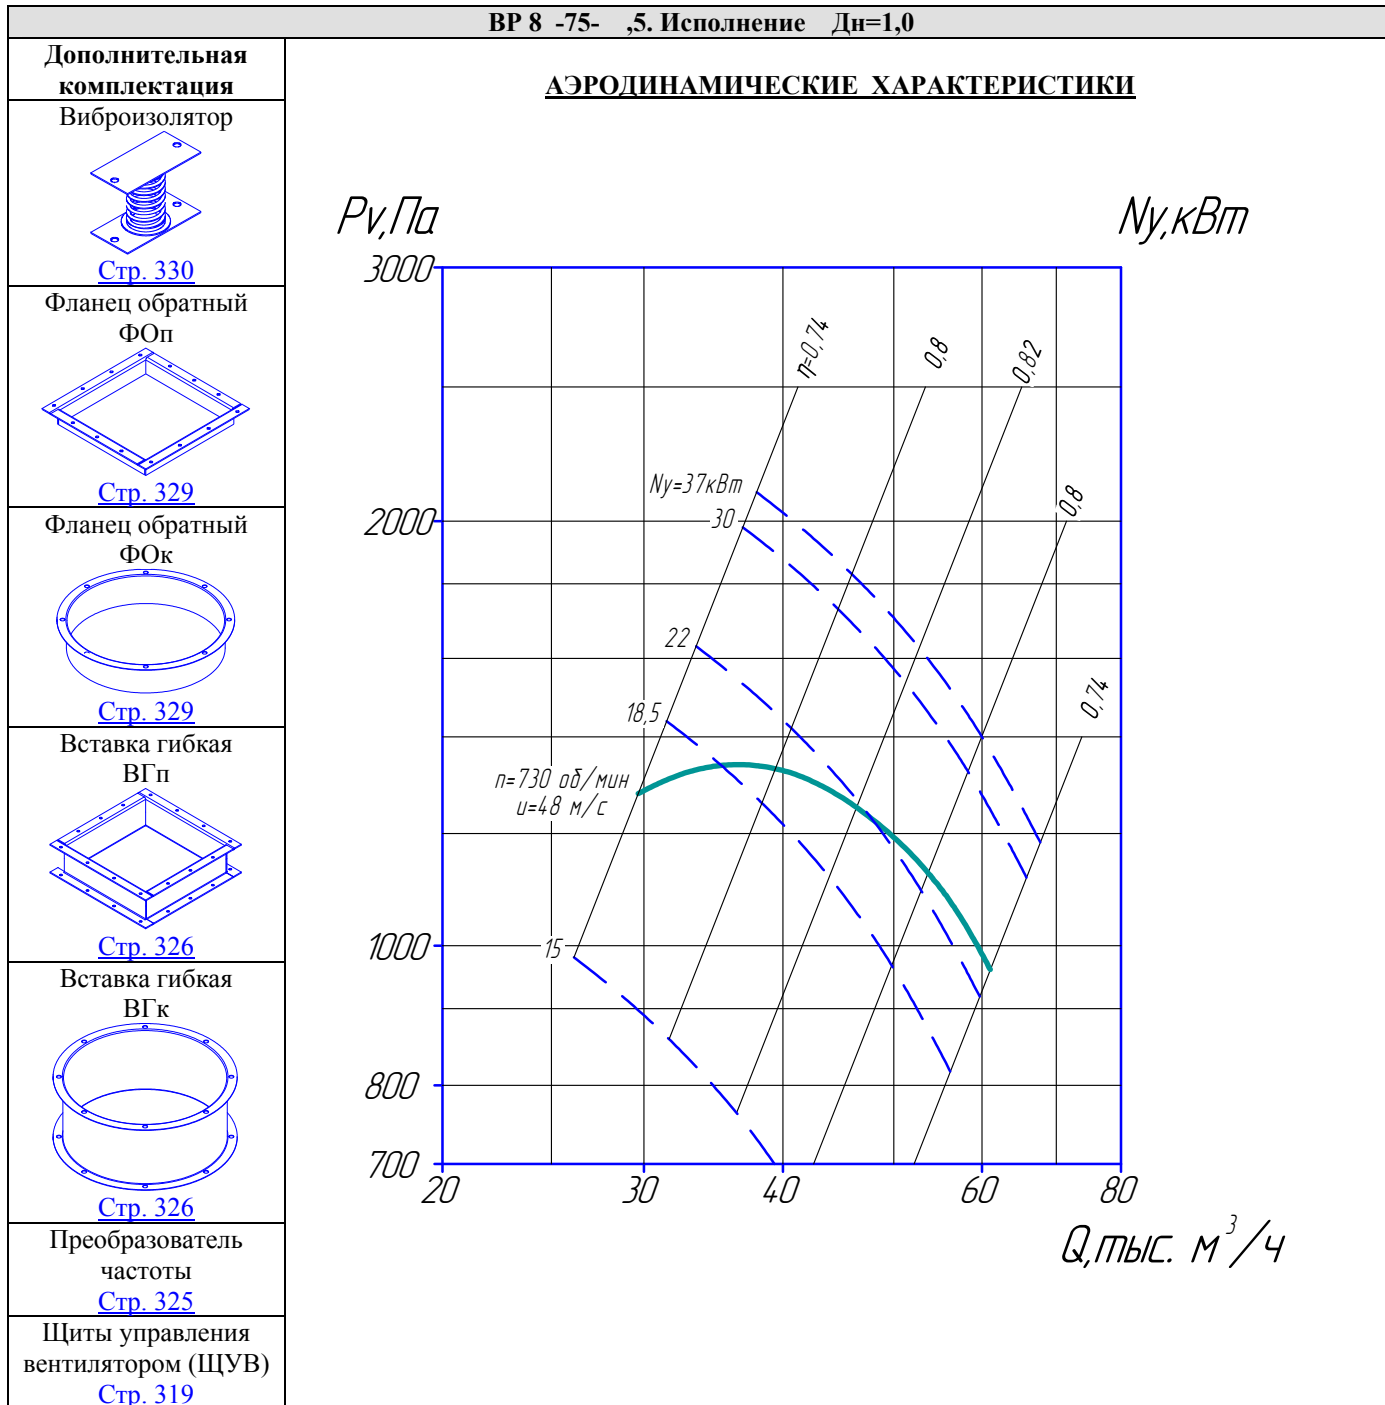 ВР 8 -75- ,5. Исполнение Дн=1,0
Дополнительная
комплектация
Виброизолятор
Стр. 330
Фланец обратный
ФОп
Стр. 329
Фланец обратный
ФОк
Стр. 329
Вставка гибкая
ВГп
Стр. 326
Вставка гибкая
ВГк
Стр. 326
Преобразователь
частоты
Стр. 325
Щиты управления
вентилятором (ЩУВ)
Стр. 319
АЭРОДИНАМИЧЕСКИЕ ХАРАКТЕРИСТИКИ
Pv,Па
Ny,кВт
3000
2000
1000
800
700
η=0,74
0,8
0,82
0,8
0,74
Ny=37кВт
30
22
18,5
n=730 об/мин
u=48 м/с
15
20
30
40
60
80
Q,тыс. м³/ч